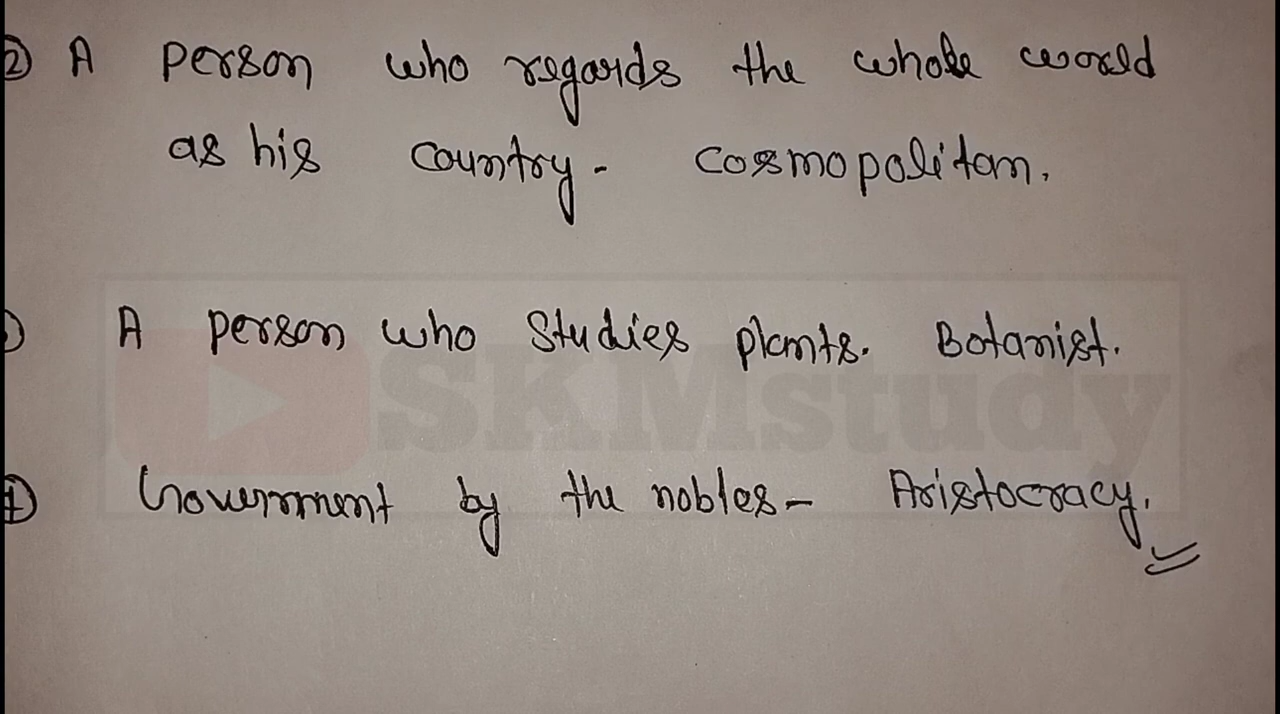 2) A person who regards the whole world
as his country - cosmopolitan.
A person who studies plants. Botanist.
Government by the nobles - Aristocracy.
SKMstudy